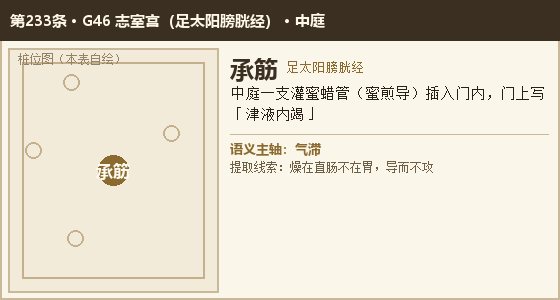 第233条·G46 志室宫（足太阳膀胱经）·中庭
桩位图（本表自绘）
承筋
承筋 足太阳膀胱经
中庭一支灌蜜蜡管（蜜煎导）插入门内，门上写
「津液内竭」
语义主轴：气滞
提取线索：燥在直肠不在胃，导而不攻